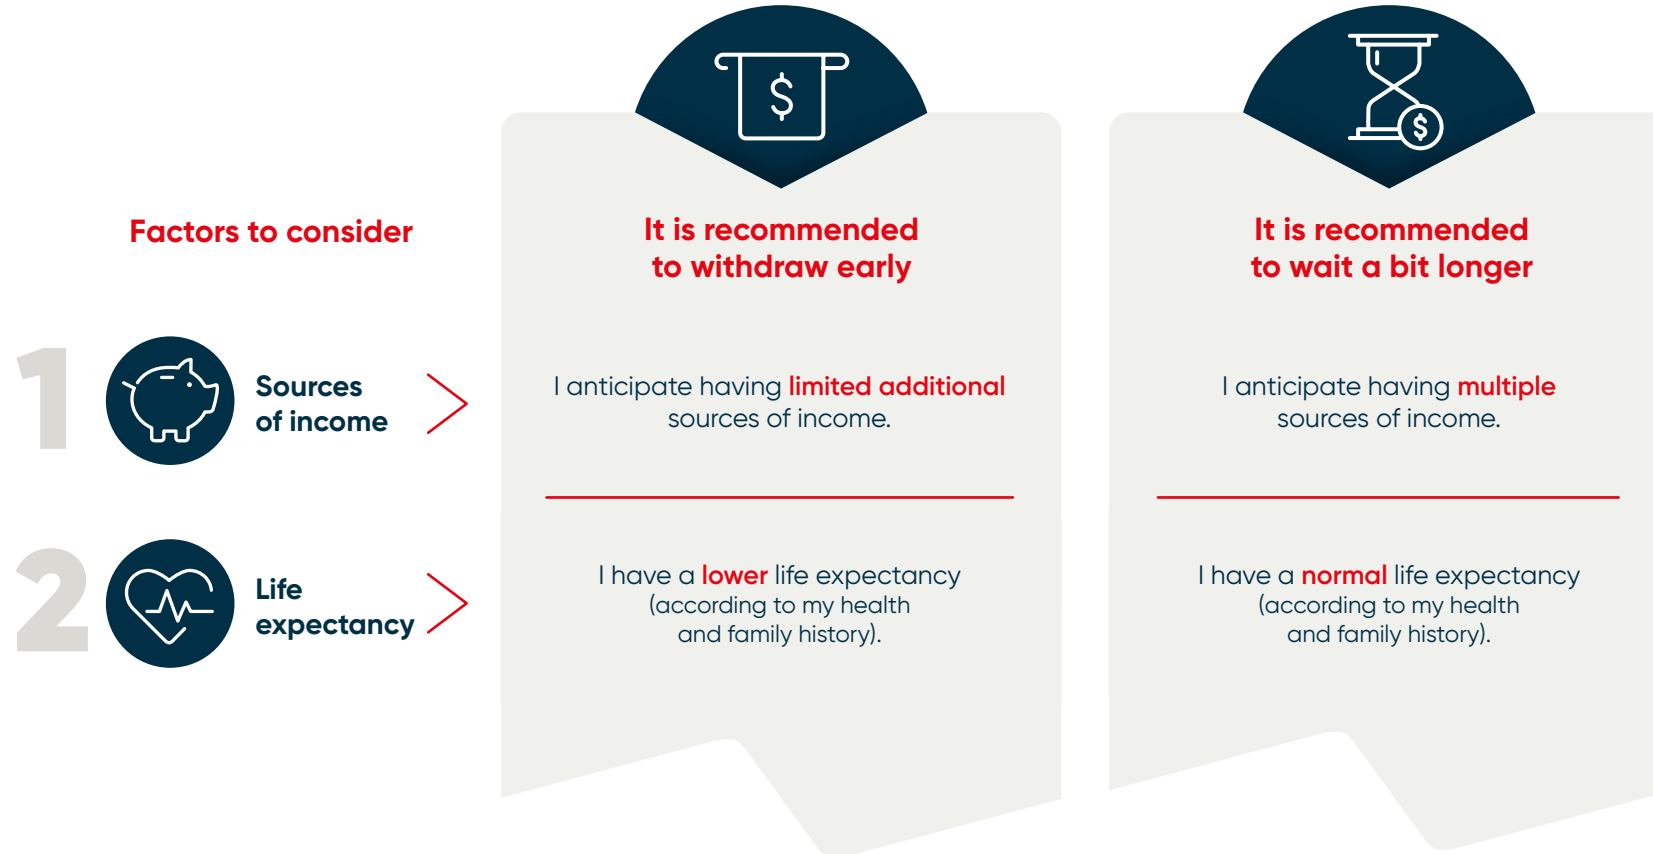 Factors to consider
It is recommended
to withdraw early
It is recommended
to wait a bit longer
1
Sources
of income
I anticipate having limited additional
sources of income.
I anticipate having multiple
sources of income.
2
Life
expectancy
I have a lower life expectancy
(according to my health
and family history).
I have a normal life expectancy
(according to my health
and family history).
$
$